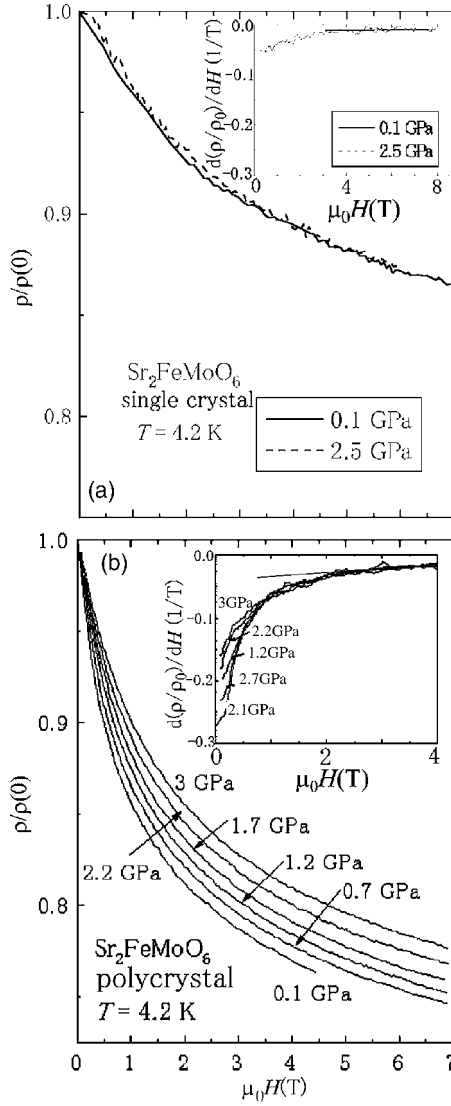 1.0
0.9
0.8
ρ/ρ(0)
0.0
−0.1
−0.2
−0.3
d(ρ/ρ₀)/dH (1/T)
0.1 GPa
2.5 GPa
0 4 8
μ₀H(T)
Sr₂FeMoO₆
single crystal
T = 4.2 K
0.1 GPa
2.5 GPa
(a)
(b)
1.0
0.9
0.8
ρ/ρ(0)
0.0
-0.1
-0.2
-0.3
d(ρ/ρ₀)/dH (1/T)
3GPa
2.2GPa
1.2GPa
2.7GPa
2.1GPa
0 2 4
μ₀H(T)
3 GPa
1.7 GPa
2.2 GPa
1.2 GPa
0.7 GPa
0.1 GPa
Sr₂FeMoO₆
polycrystal
T = 4.2 K
0 1 2 3 4 5 6 7
μ₀H(T)